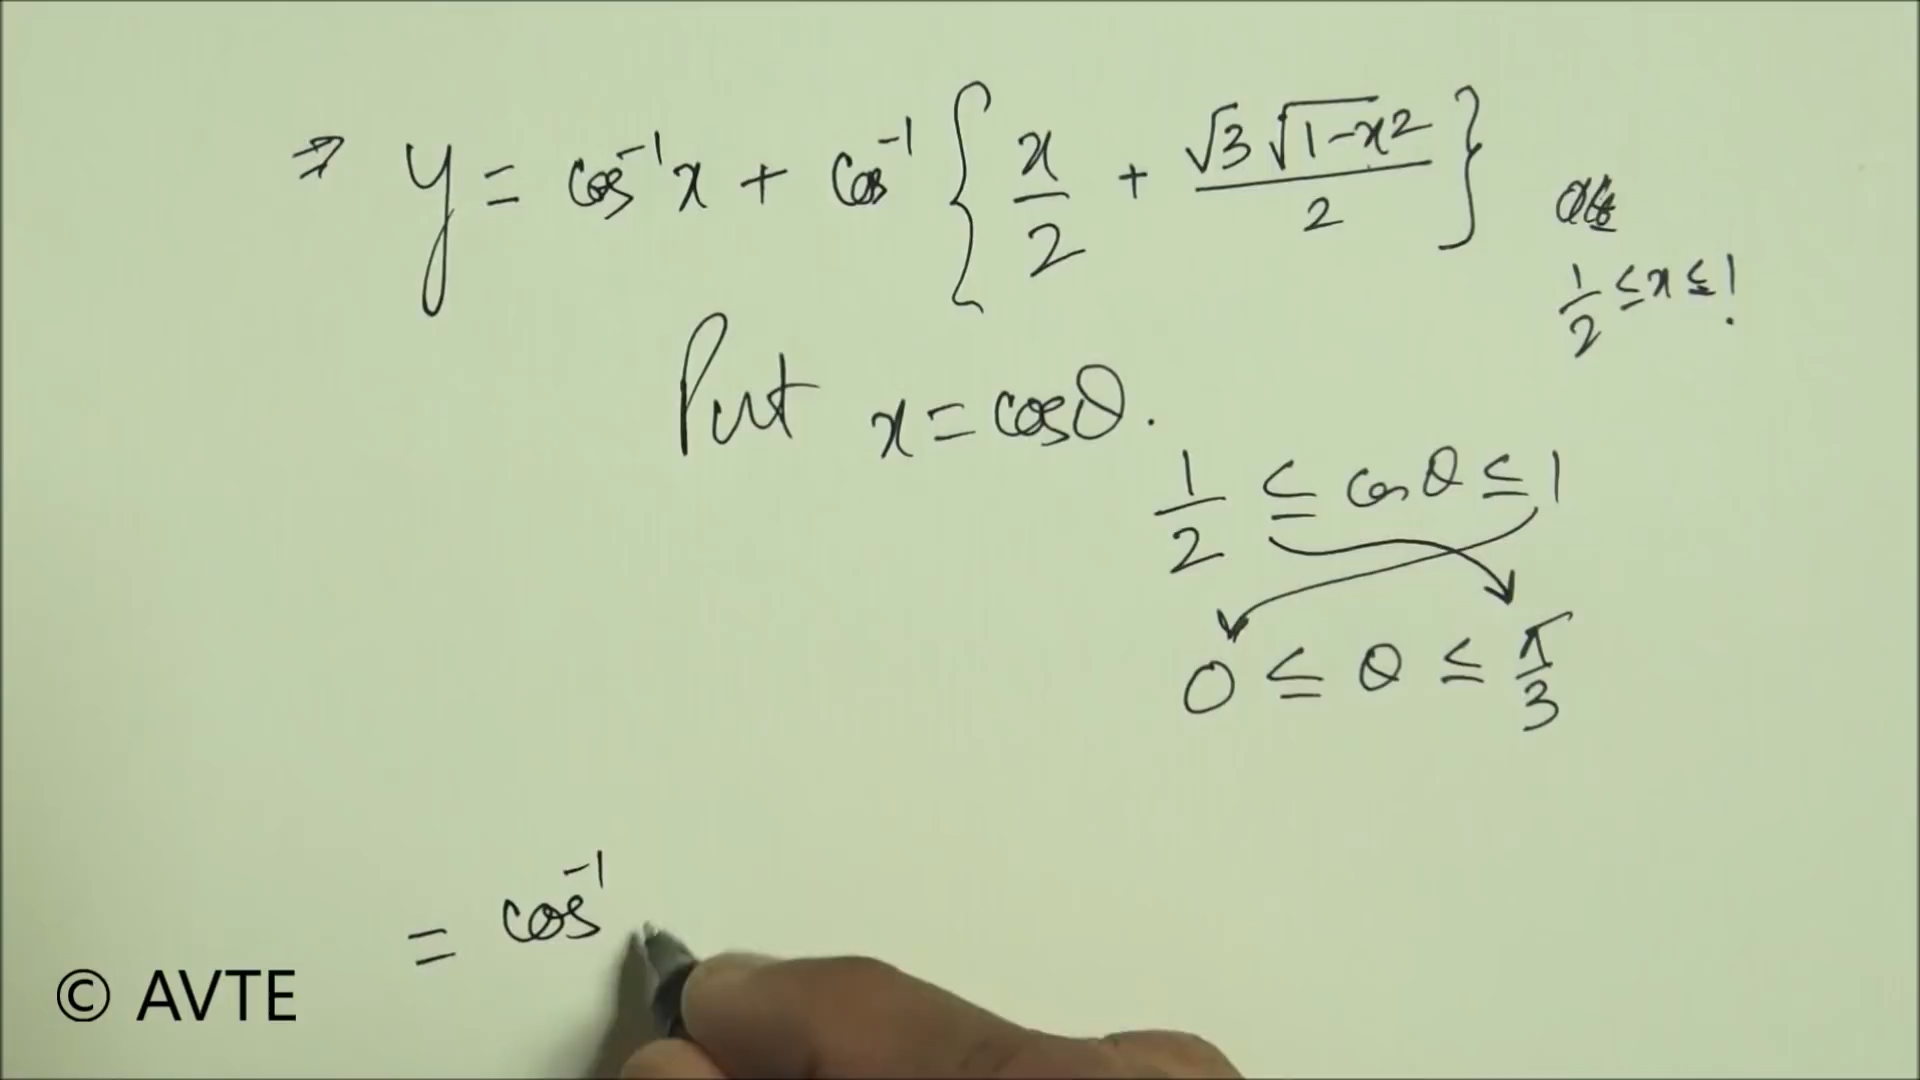 ⇒ y = cos⁻¹x + cos⁻¹ { x/2 + √3 √(1-x²)/2 }
1/2 ≤ x ≤ 1.
Put x = cosθ.
1/2 ≤ cosθ ≤ 1
0 ≤ θ ≤ π/3
= cos⁻¹
© AVTE